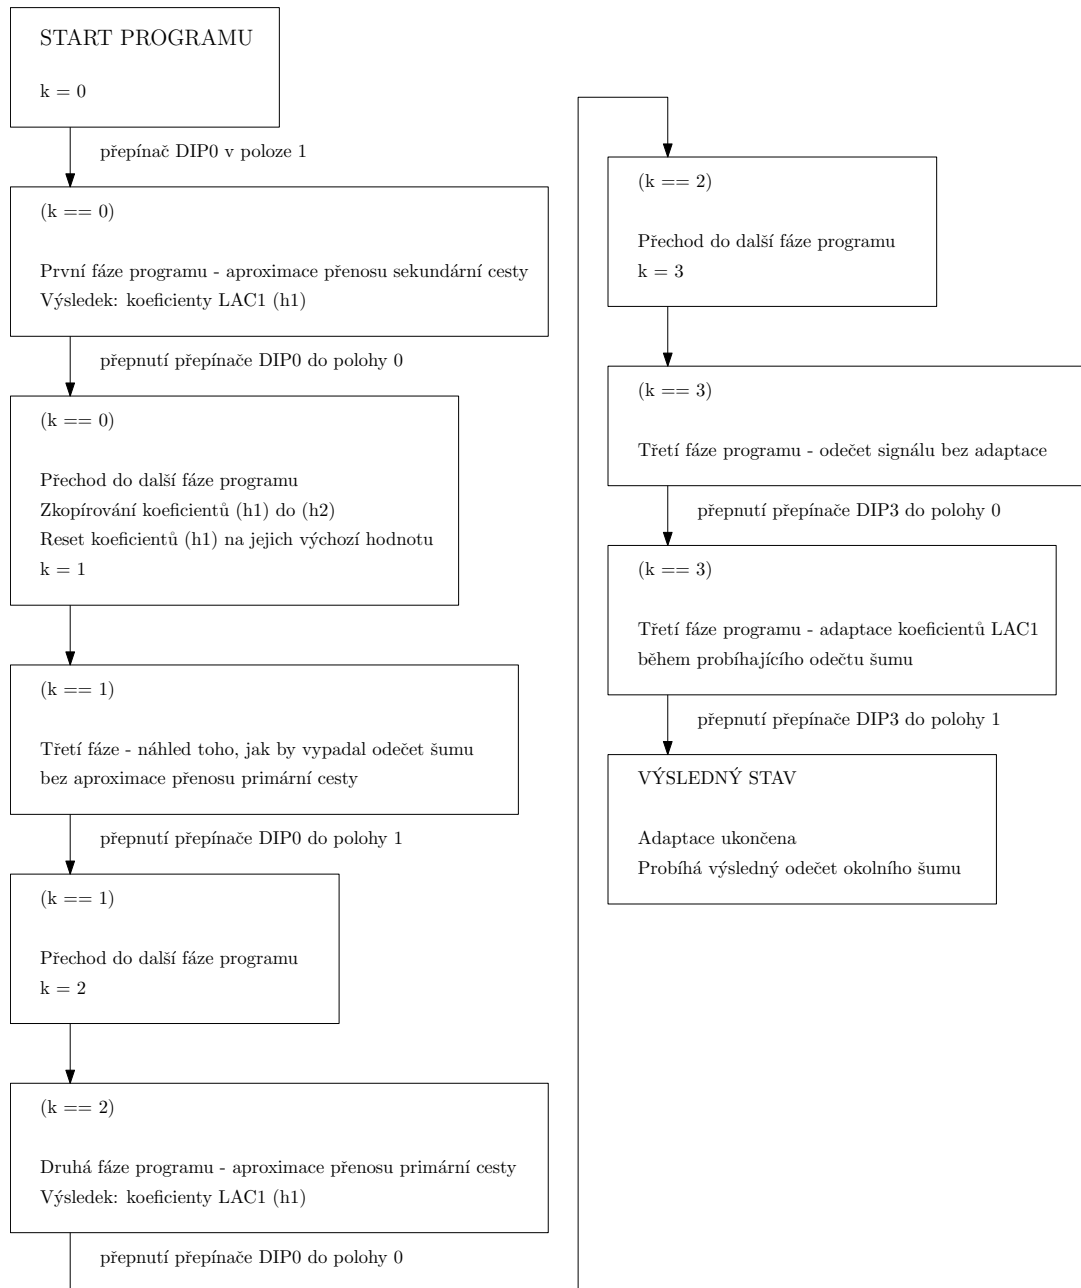 START PROGRAMU
k = 0
přepínač DIP0 v poloze 1
(k == 0)
První fáze programu - aproximace přenosu sekundární cesty
Výsledek: koeficienty LAC1 (h1)
přepnutí přepínače DIP0 do polohy 0
(k == 0)
Přechod do další fáze programu
Zkopírování koeficientů (h1) do (h2)
Reset koeficientů (h1) na jejich výchozí hodnotu
k = 1
(k == 1)
Třetí fáze - náhled toho, jak by vypadal odečet šumu
bez aproximace přenosu primární cesty
přepnutí přepínače DIP0 do polohy 1
(k == 1)
Přechod do další fáze programu
k = 2
(k == 2)
Druhá fáze programu - aproximace přenosu primární cesty
Výsledek: koeficienty LAC1 (h1)
přepnutí přepínače DIP0 do polohy 0
(k == 2)
Přechod do další fáze programu
k = 3
(k == 3)
Třetí fáze programu - odečet signálu bez adaptace
přepnutí přepínače DIP3 do polohy 0
(k == 3)
Třetí fáze programu - adaptace koeficientů LAC1
během probíhajícího odečtu šumu
přepnutí přepínače DIP3 do polohy 1
VÝSLEDNÝ STAV
Adaptace ukončena
Probíhá výsledný odečet okolního šumu